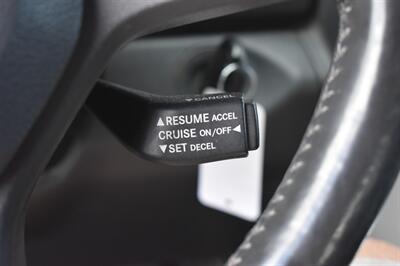 ▼CANCEL
▲RESUME ACCEL
CRUISE ON/OFF◀
▼SET DECEL